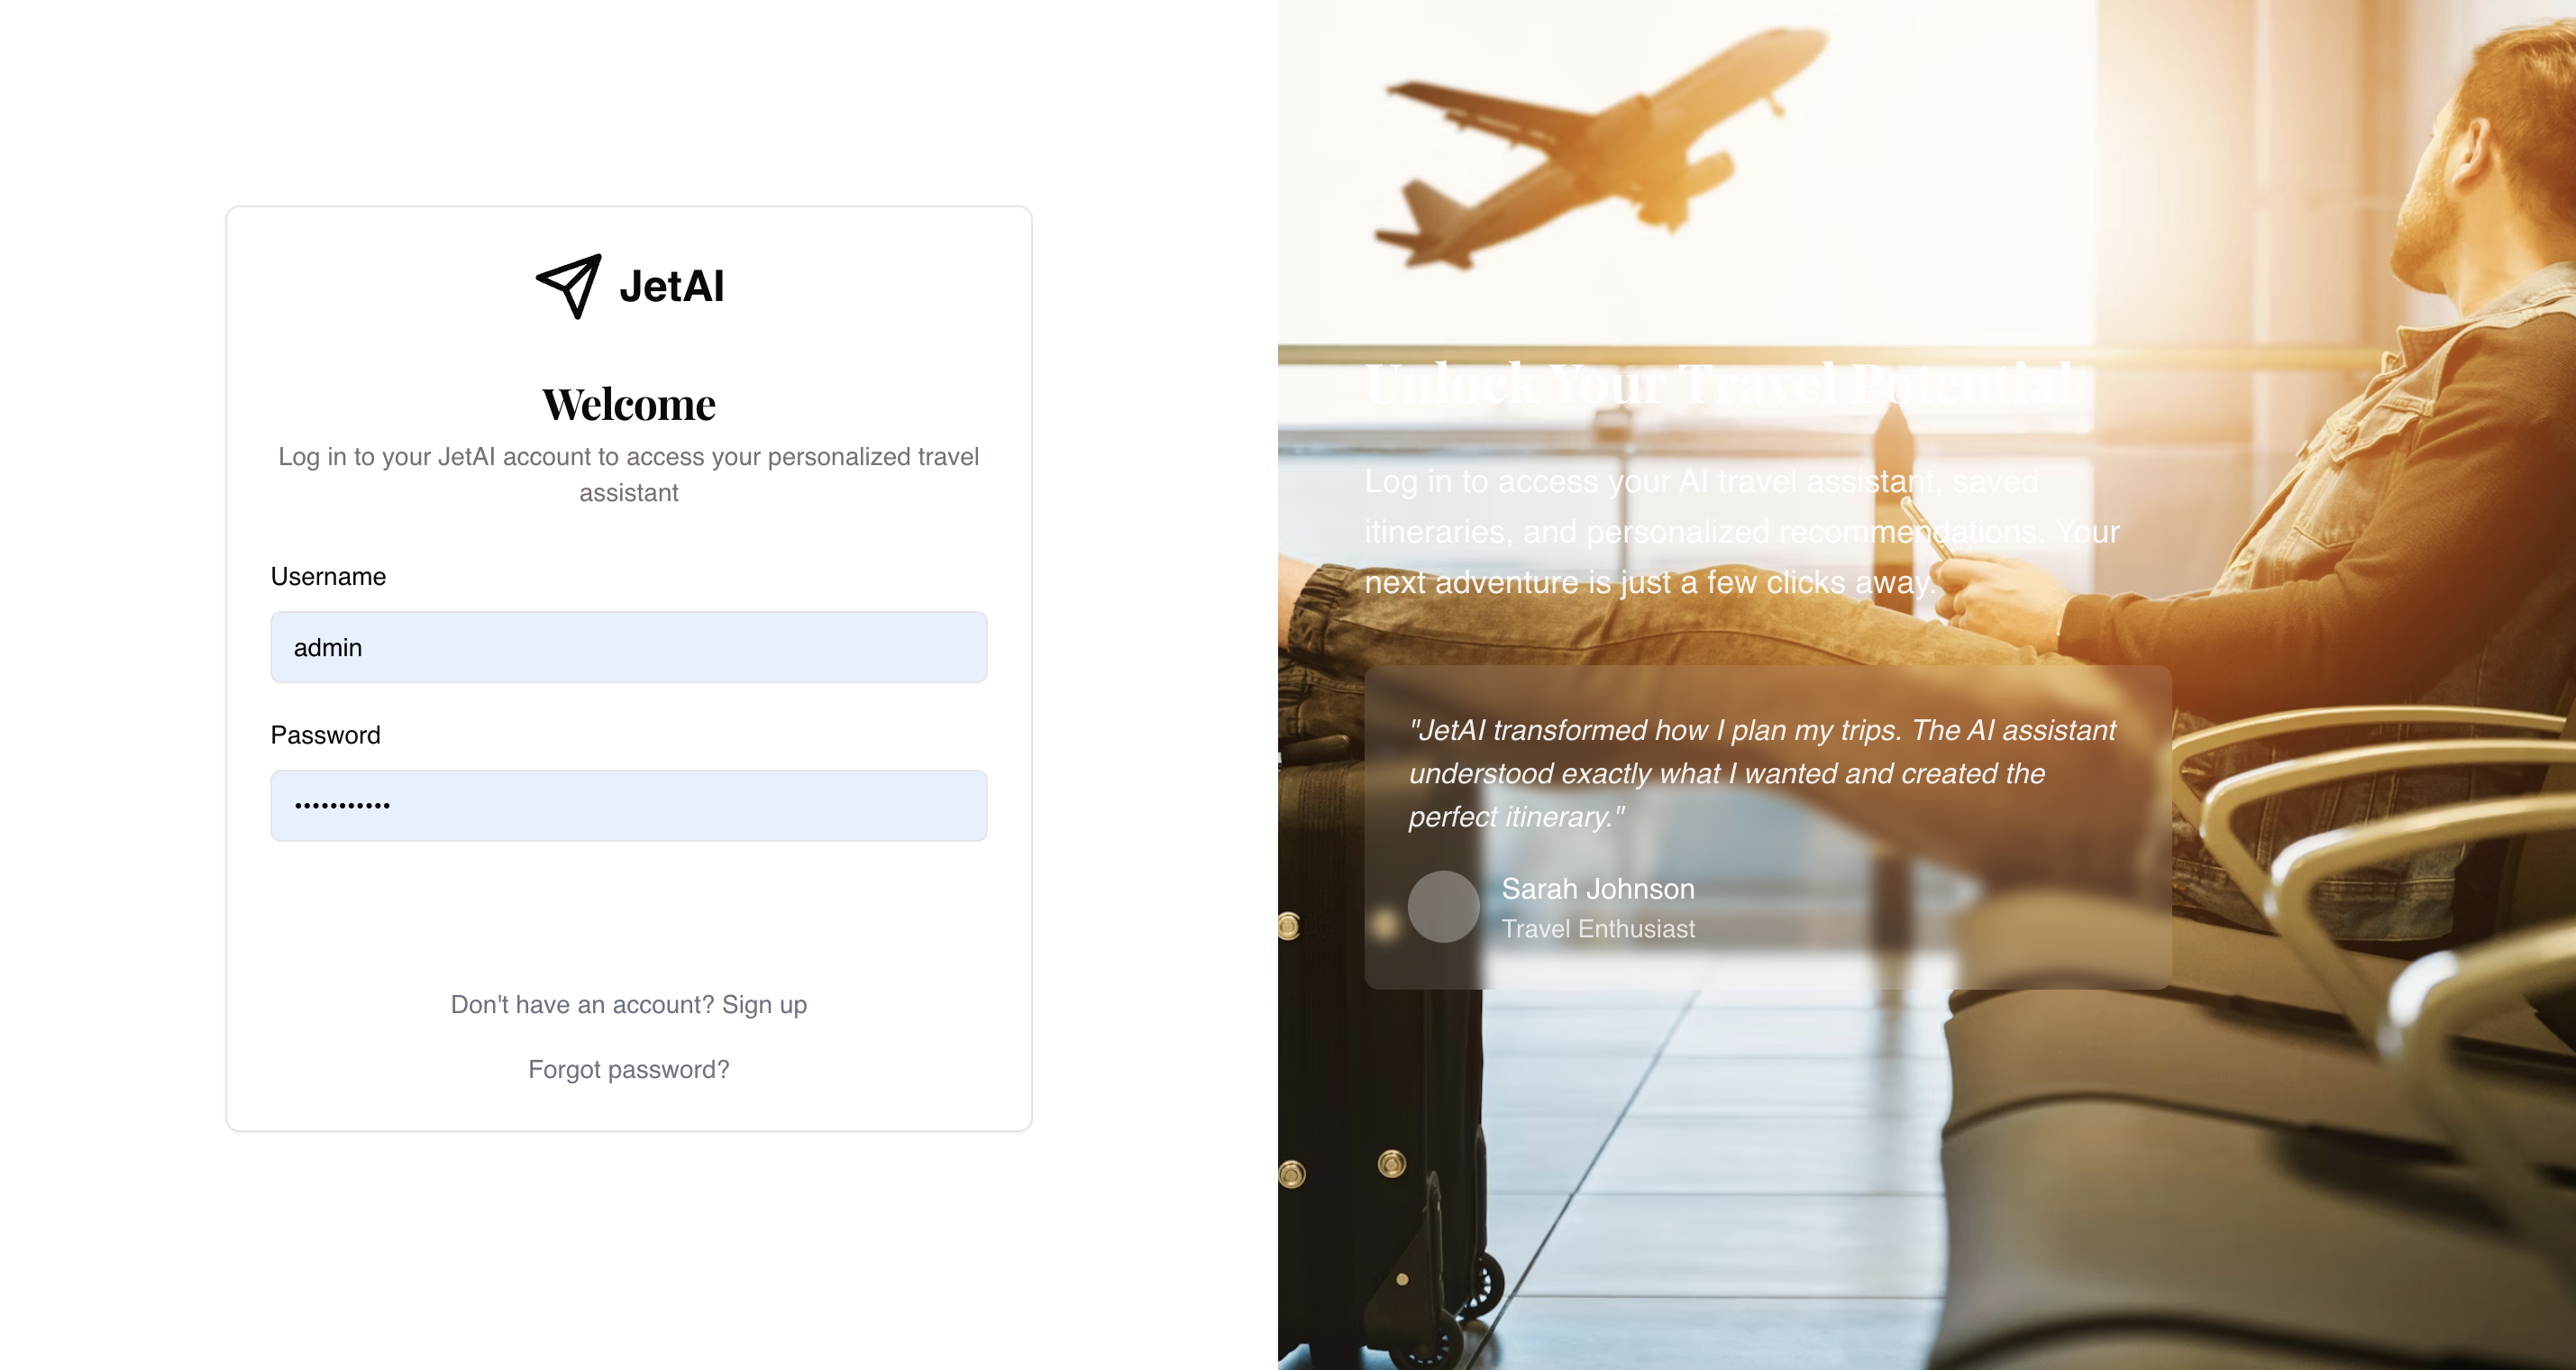 JetAI
Welcome
Log in to your JetAI account to access your personalized travel
assistant
Username
admin
Password
•••••••••••
Don't have an account? Sign up
Forgot password?
Unlock Your Travel Potential
Log in to access your AI travel assistant, saved
itineraries, and personalized recommendations. Your
next adventure is just a few clicks away.
"JetAI transformed how I plan my trips. The AI assistant
understood exactly what I wanted and created the
perfect itinerary."
Sarah Johnson
Travel Enthusiast